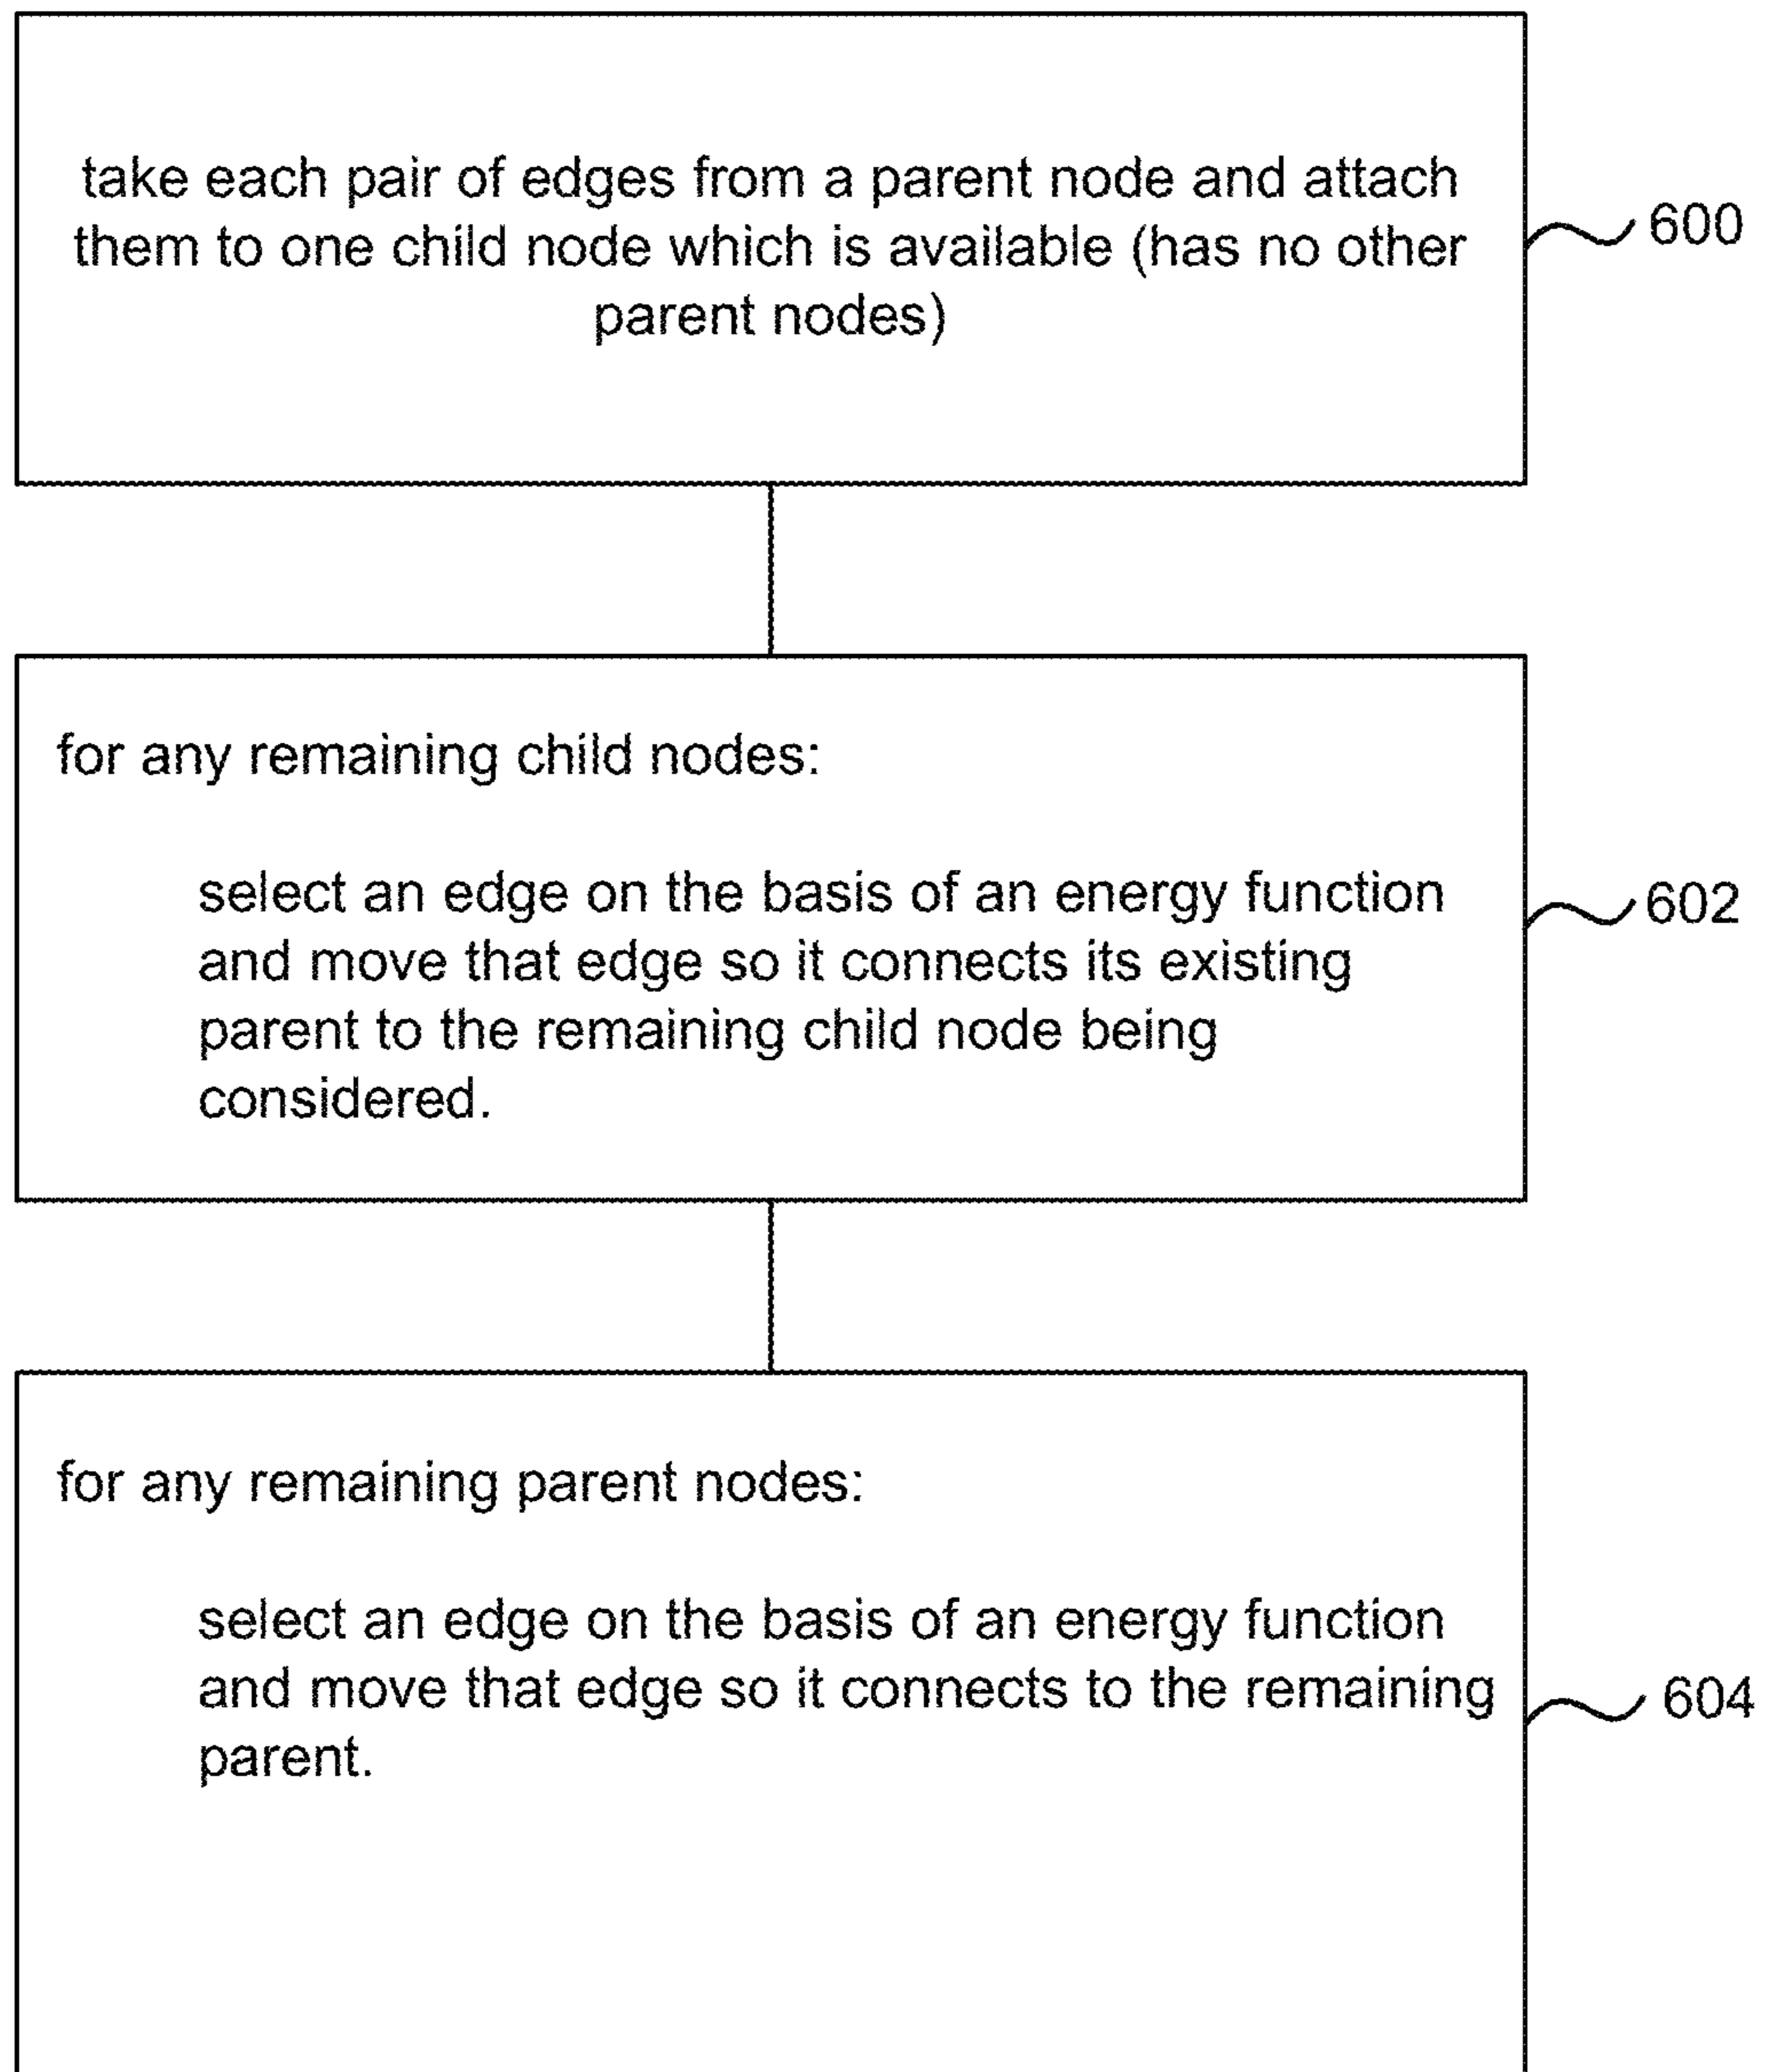 take each pair of edges from a parent node and attach
them to one child node which is available (has no other
parent nodes)
600
for any remaining child nodes:
select an edge on the basis of an energy function
and move that edge so it connects its existing
parent to the remaining child node being
considered.
602
for any remaining parent nodes:
select an edge on the basis of an energy function
and move that edge so it connects to the remaining
parent.
604